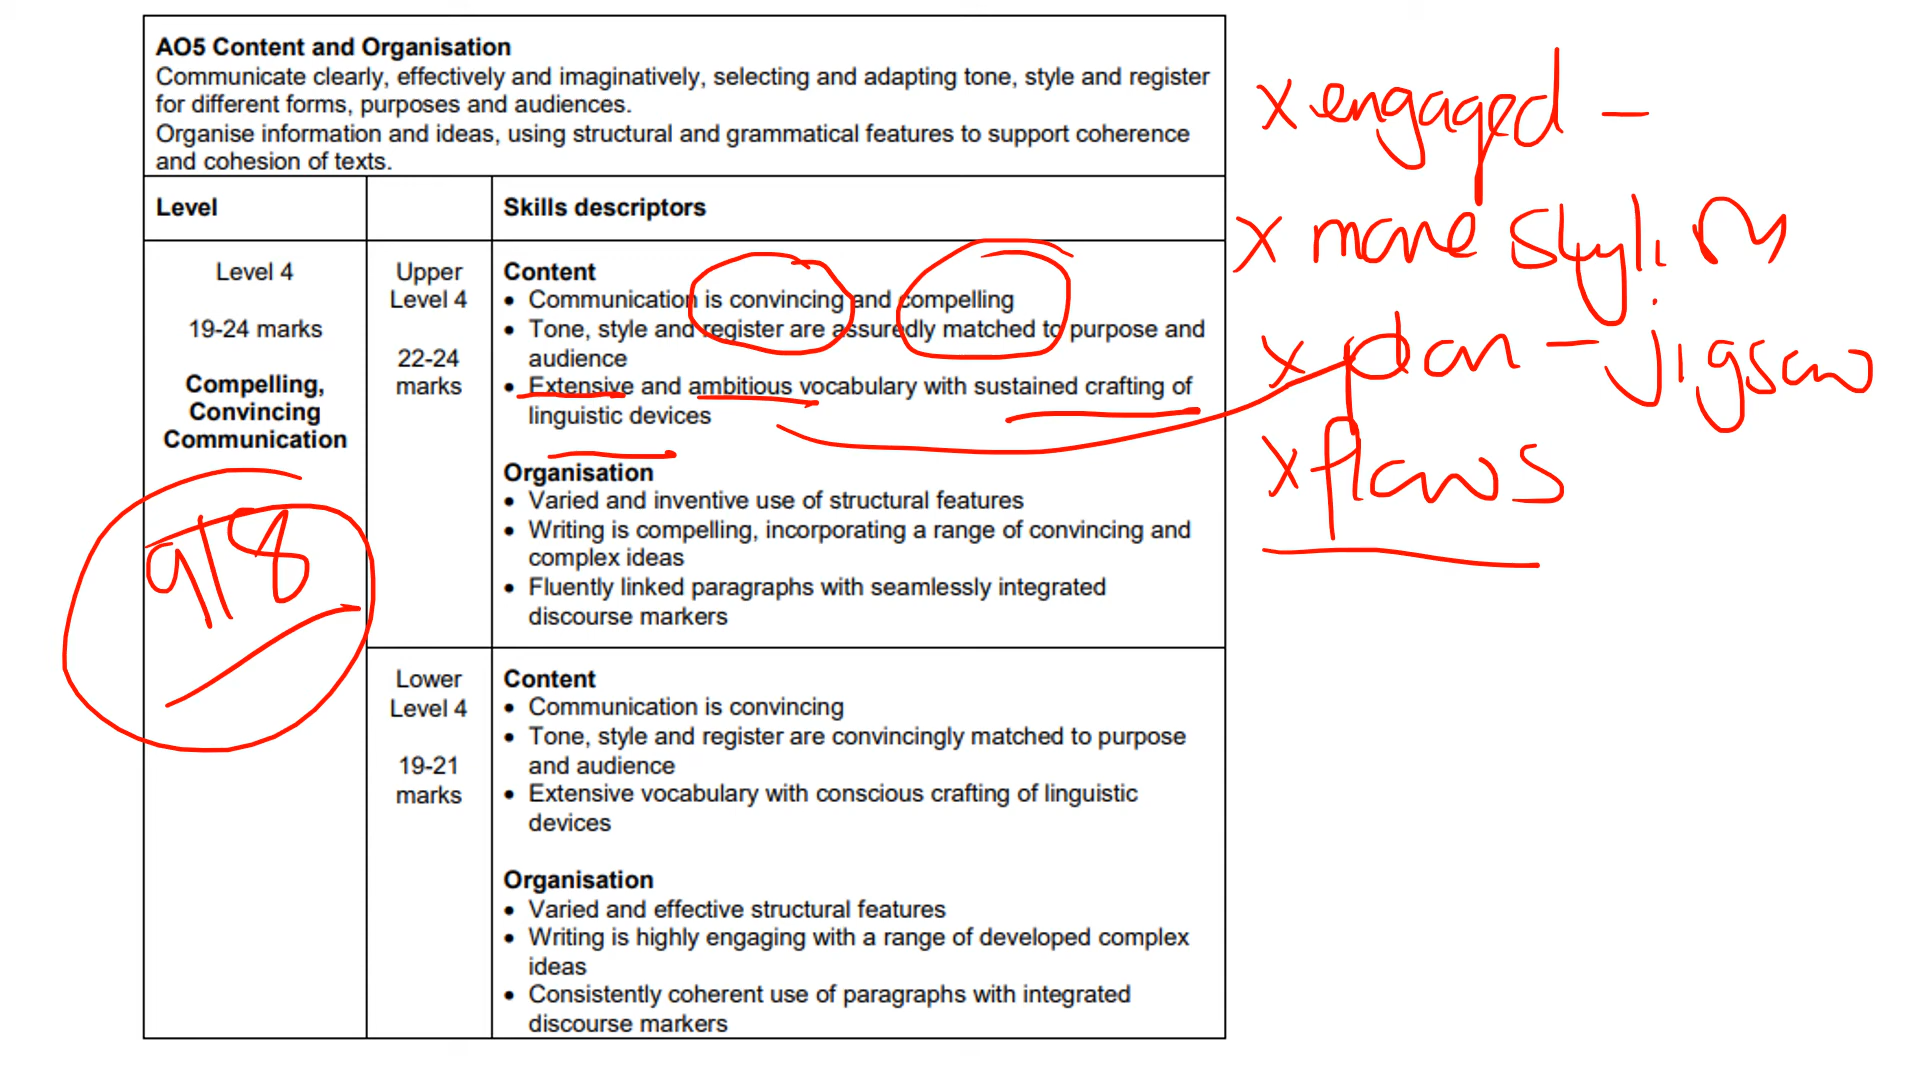 AO5 Content and Organisation
Communicate clearly, effectively and imaginatively, selecting and adapting tone, style and register
for different forms, purposes and audiences.
Organise information and ideas, using structural and grammatical features to support coherence
and cohesion of texts.
Level
Skills descriptors
Level 4
19-24 marks
Compelling,
Convincing
Communication
9/8
Upper
Level 4
22-24
marks
Content
• Communication is convincing and compelling
• Tone, style and register are assuredly matched to purpose and
audience
• Extensive and ambitious vocabulary with sustained crafting of
linguistic devices
Organisation
• Varied and inventive use of structural features
• Writing is compelling, incorporating a range of convincing and
complex ideas
• Fluently linked paragraphs with seamlessly integrated
discourse markers
Lower
Level 4
19-21
marks
Content
• Communication is convincing
• Tone, style and register are convincingly matched to purpose
and audience
• Extensive vocabulary with conscious crafting of linguistic
devices
Organisation
• Varied and effective structural features
• Writing is highly engaging with a range of developed complex
ideas
• Consistently coherent use of paragraphs with integrated
discourse markers
x engaged -
x more
x plan - jigsaw
x flaws